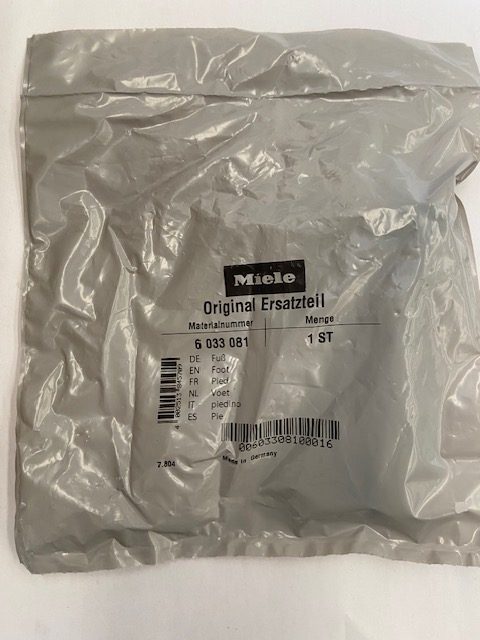 Miele
Original Ersatzteil
Materialnummer Menge
6 033 081 1 ST
DE Fuß
EN Foot
FR Pied
NL Voet
IT piedino
ES Pie
00603308100016
7.804
Made in Germany